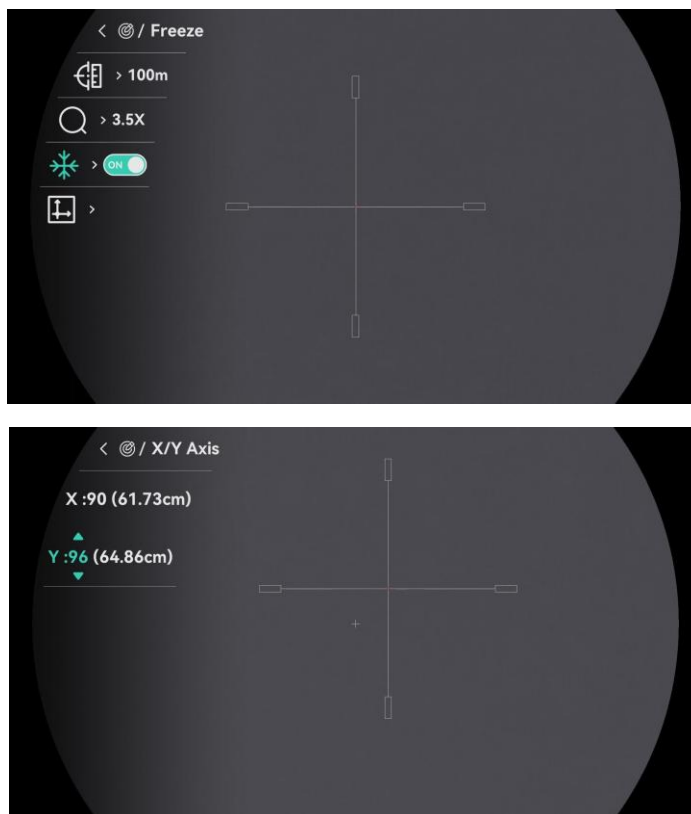 < / Freeze
> 100m
> 3.5X
> ON
>
< / X/Y Axis
X :90 (61.73cm)
Y :96 (64.86cm)